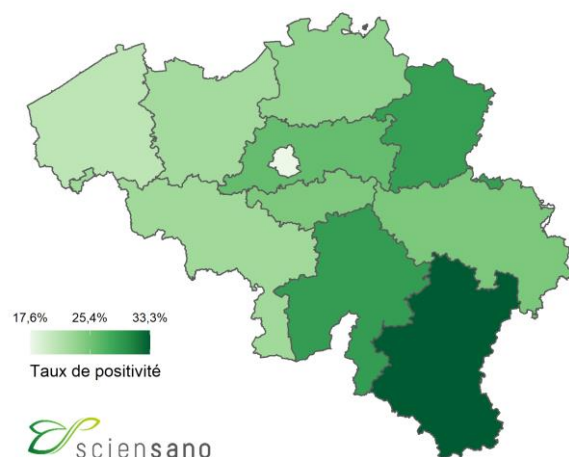 17,6% 25,4% 33,3%
Taux de positivité
sciensano